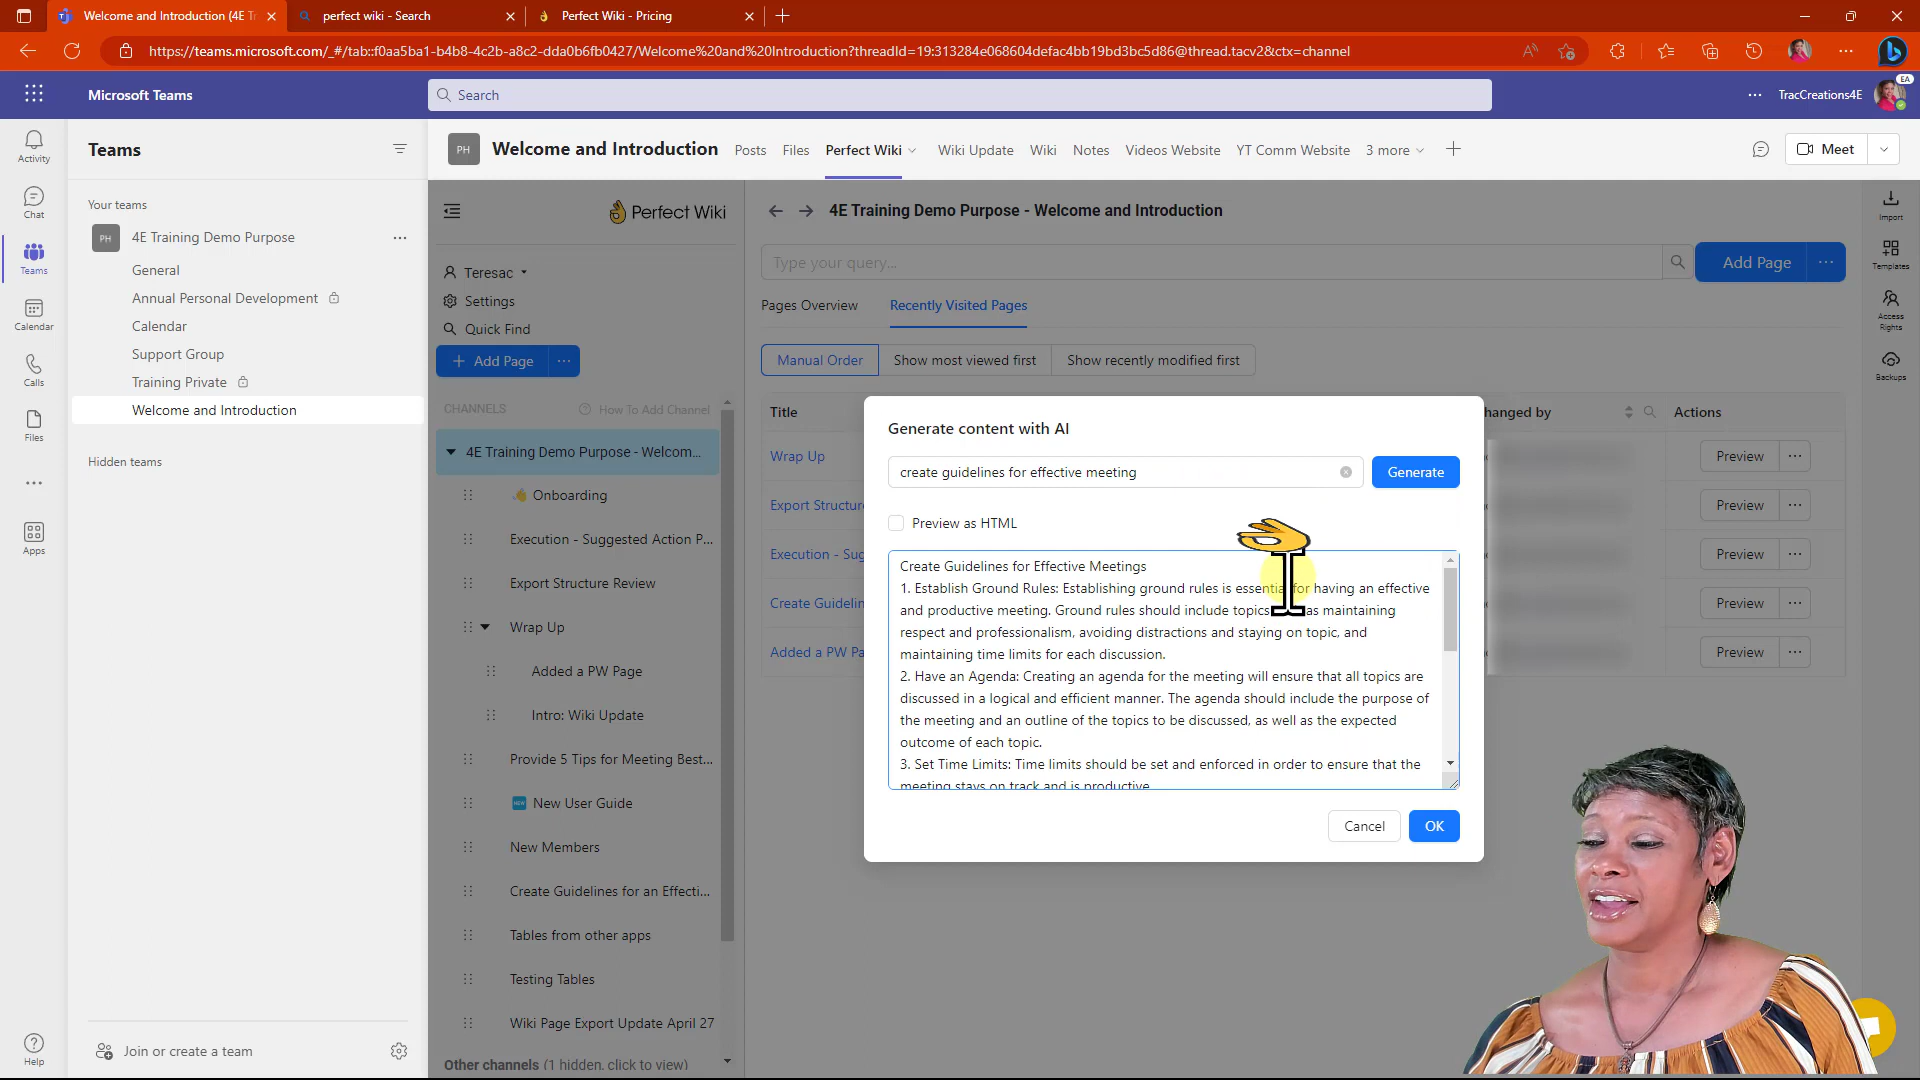 Welcome and Introduction (4E T
perfect wiki - Search
Perfect Wiki - Pricing
https://teams.microsoft.com/_#/tab::f0aa5ba1-b4b8-4c2b-a8c2-dda0b6fb0427/Welcome%20and%20Introduction?threadId=19:313284e068604defac4bb19bd3bc5d86@thread.tacv2&ctx=channel
Microsoft Teams
Search
TracCreations4E
EA
Activity
Chat
Teams
Calendar
Calls
Files
Apps
Help
Teams
Your teams
PH 4E Training Demo Purpose
General
Annual Personal Development
Calendar
Support Group
Training Private
Welcome and Introduction
Hidden teams
Join or create a team
PH Welcome and Introduction
Posts
Files
Perfect Wiki
Wiki Update
Wiki
Notes
Videos Website
YT Comm Website
3 more
Meet
Perfect Wiki
Teresac
Settings
Quick Find
+ Add Page
CHANNELS
How To Add Channel
4E Training Demo Purpose - Welcom...
Onboarding
Execution - Suggested Action P...
Export Structure Review
Wrap Up
Added a PW Page
Intro: Wiki Update
Provide 5 Tips for Meeting Best...
NEW New User Guide
New Members
Create Guidelines for an Effecti...
Tables from other apps
Testing Tables
Wiki Page Export Update April 27
Other channels (1 hidden, click to view)
4E Training Demo Purpose - Welcome and Introduction
Type your query...
Add Page
Pages Overview
Recently Visited Pages
Manual Order
Show most viewed first
Show recently modified first
Title
hanged by
Actions
Wrap Up
Preview
Export Structure
Preview
Execution - Sug
Preview
Create Guidelin
Preview
Added a PW Pa
Preview
Import
Templates
Access
Rights
Backups
Generate content with AI
create guidelines for effective meeting
Generate
Preview as HTML
Create Guidelines for Effective Meetings
1. Establish Ground Rules: Establishing ground rules is essential for having an effective
and productive meeting. Ground rules should include topics as maintaining
respect and professionalism, avoiding distractions and staying on topic, and
maintaining time limits for each discussion.
2. Have an Agenda: Creating an agenda for the meeting will ensure that all topics are
discussed in a logical and efficient manner. The agenda should include the purpose of
the meeting and an outline of the topics to be discussed, as well as the expected
outcome of each topic.
3. Set Time Limits: Time limits should be set and enforced in order to ensure that the
meeting stays on track and is productive.
Cancel
OK